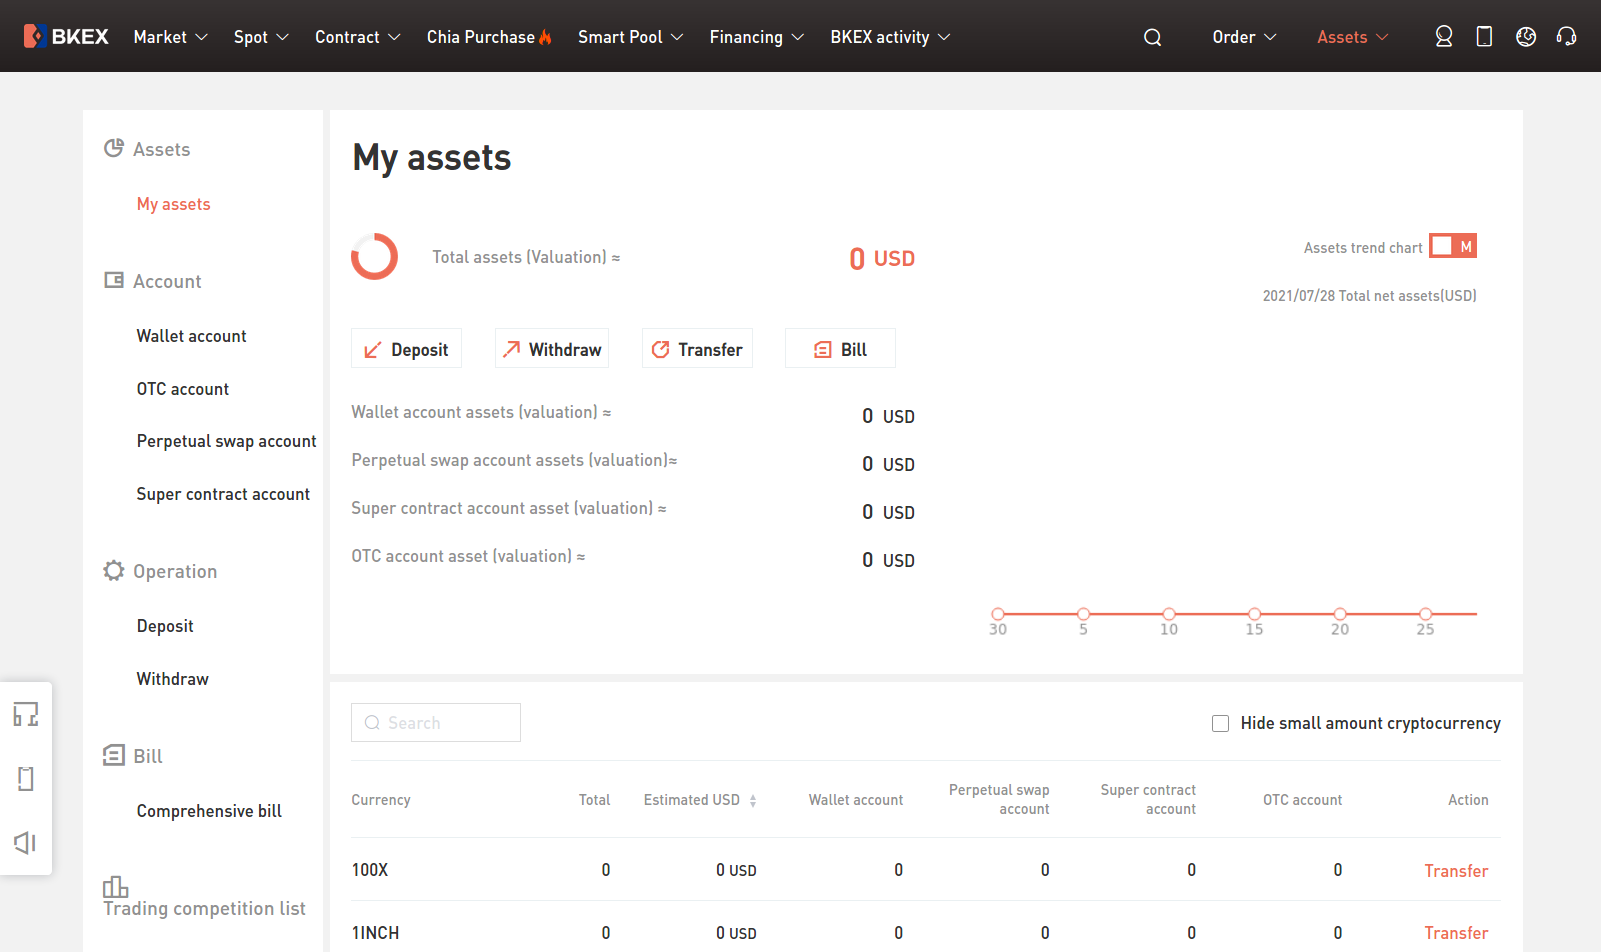 BKEX Market Spot Contract Chia Purchase Smart Pool Financing BKEX activity Order Assets
Assets
My assets
Account
Wallet account
OTC account
Perpetual swap account
Super contract account
Operation
Deposit
Withdraw
Bill
Comprehensive bill
Trading competition list
My assets
Total assets (Valuation) ≈ 0 USD
Assets trend chart M
2021/07/28 Total net assets(USD)
Deposit Withdraw Transfer Bill
Wallet account assets (valuation) ≈ 0 USD
Perpetual swap account assets (valuation)≈ 0 USD
Super contract account asset (valuation) ≈ 0 USD
OTC account asset (valuation) ≈ 0 USD
30 5 10 15 20 25
Search
Hide small amount cryptocurrency
Currency Total Estimated USD Wallet account Perpetual swap account Super contract account OTC account Action
100X 0 0 USD 0 0 0 0 Transfer
1INCH 0 0 USD 0 0 0 0 Transfer